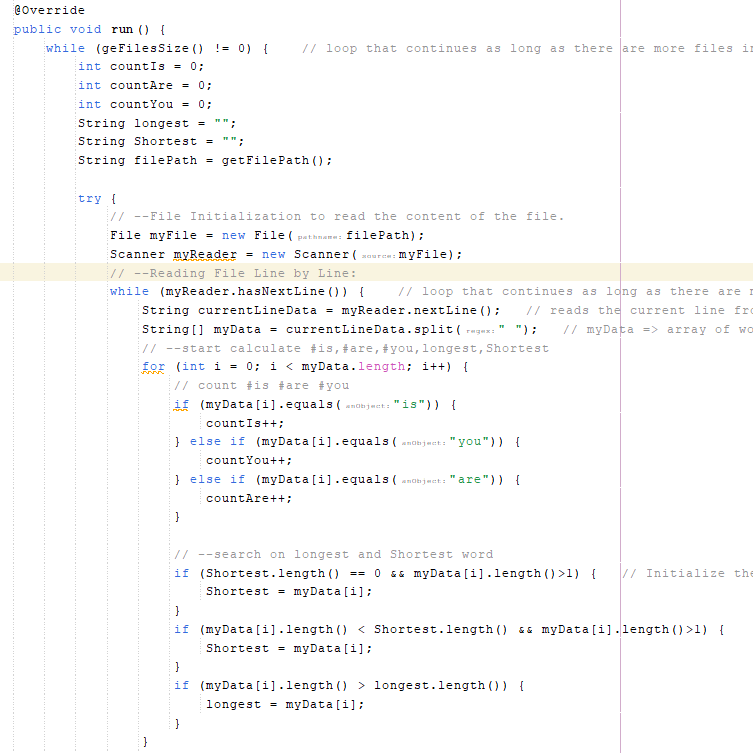 @Override
public void run() {
while (geFilesSize() != 0) {    // loop that continues as long as there are more files in
int countIs = 0;
int countAre = 0;
int countYou = 0;
String longest = "";
String Shortest = "";
String filePath = getFilePath();
try {
// --File Initialization to read the content of the file.
File myFile = new File( pathname: filePath);
Scanner myReader = new Scanner( source: myFile);
// --Reading File Line by Line:
while (myReader.hasNextLine()) {    // loop that continues as long as there are
String currentLineData = myReader.nextLine();   // reads the current line
String[] myData = currentLineData.split( regex: " ");   // myData => array of
// --start calculate #is,#are,#you,longest,Shortest
for (int i = 0; i < myData.length; i++) {
// count #is #are #you
if (myData[i].equals( anObject: "is")) {
countIs++;
} else if (myData[i].equals( anObject: "you")) {
countYou++;
} else if (myData[i].equals( anObject: "are")) {
countAre++;
}
// --search on longest and Shortest word
if (Shortest.length() == 0 && myData[i].length()>1) {   // Initialize
Shortest = myData[i];
}
if (myData[i].length() < Shortest.length() && myData[i].length()>1) {
Shortest = myData[i];
}
if (myData[i].length() > longest.length()) {
longest = myData[i];
}
}